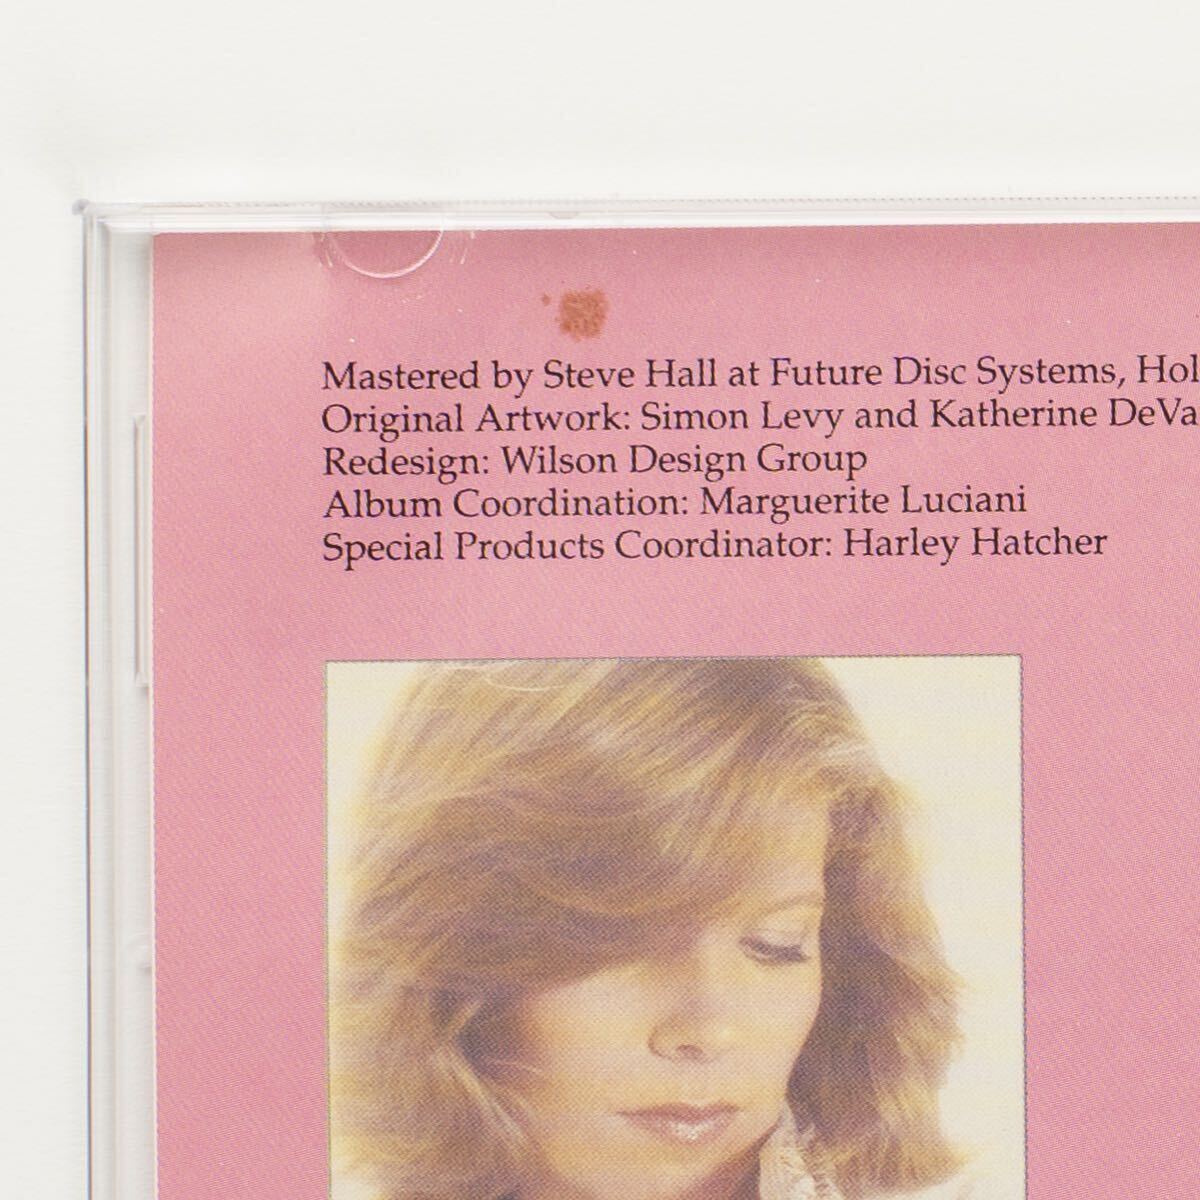 Mastered by Steve Hall at Future Disc Systems, Hol
Original Artwork: Simon Levy and Katherine DeVa
Redesign: Wilson Design Group
Album Coordination: Marguerite Luciani
Special Products Coordinator: Harley Hatcher